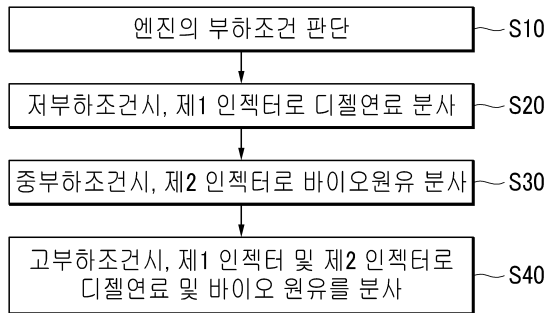 엔진의 부하조건 판단 S10
저부하조건시, 제1 인젝터로 디젤연료 분사 S20
중부하조건시, 제2 인젝터로 바이오원유 분사 S30
고부하조건시, 제1 인젝터 및 제2 인젝터로
디젤연료 및 바이오 원유를 분사 S40